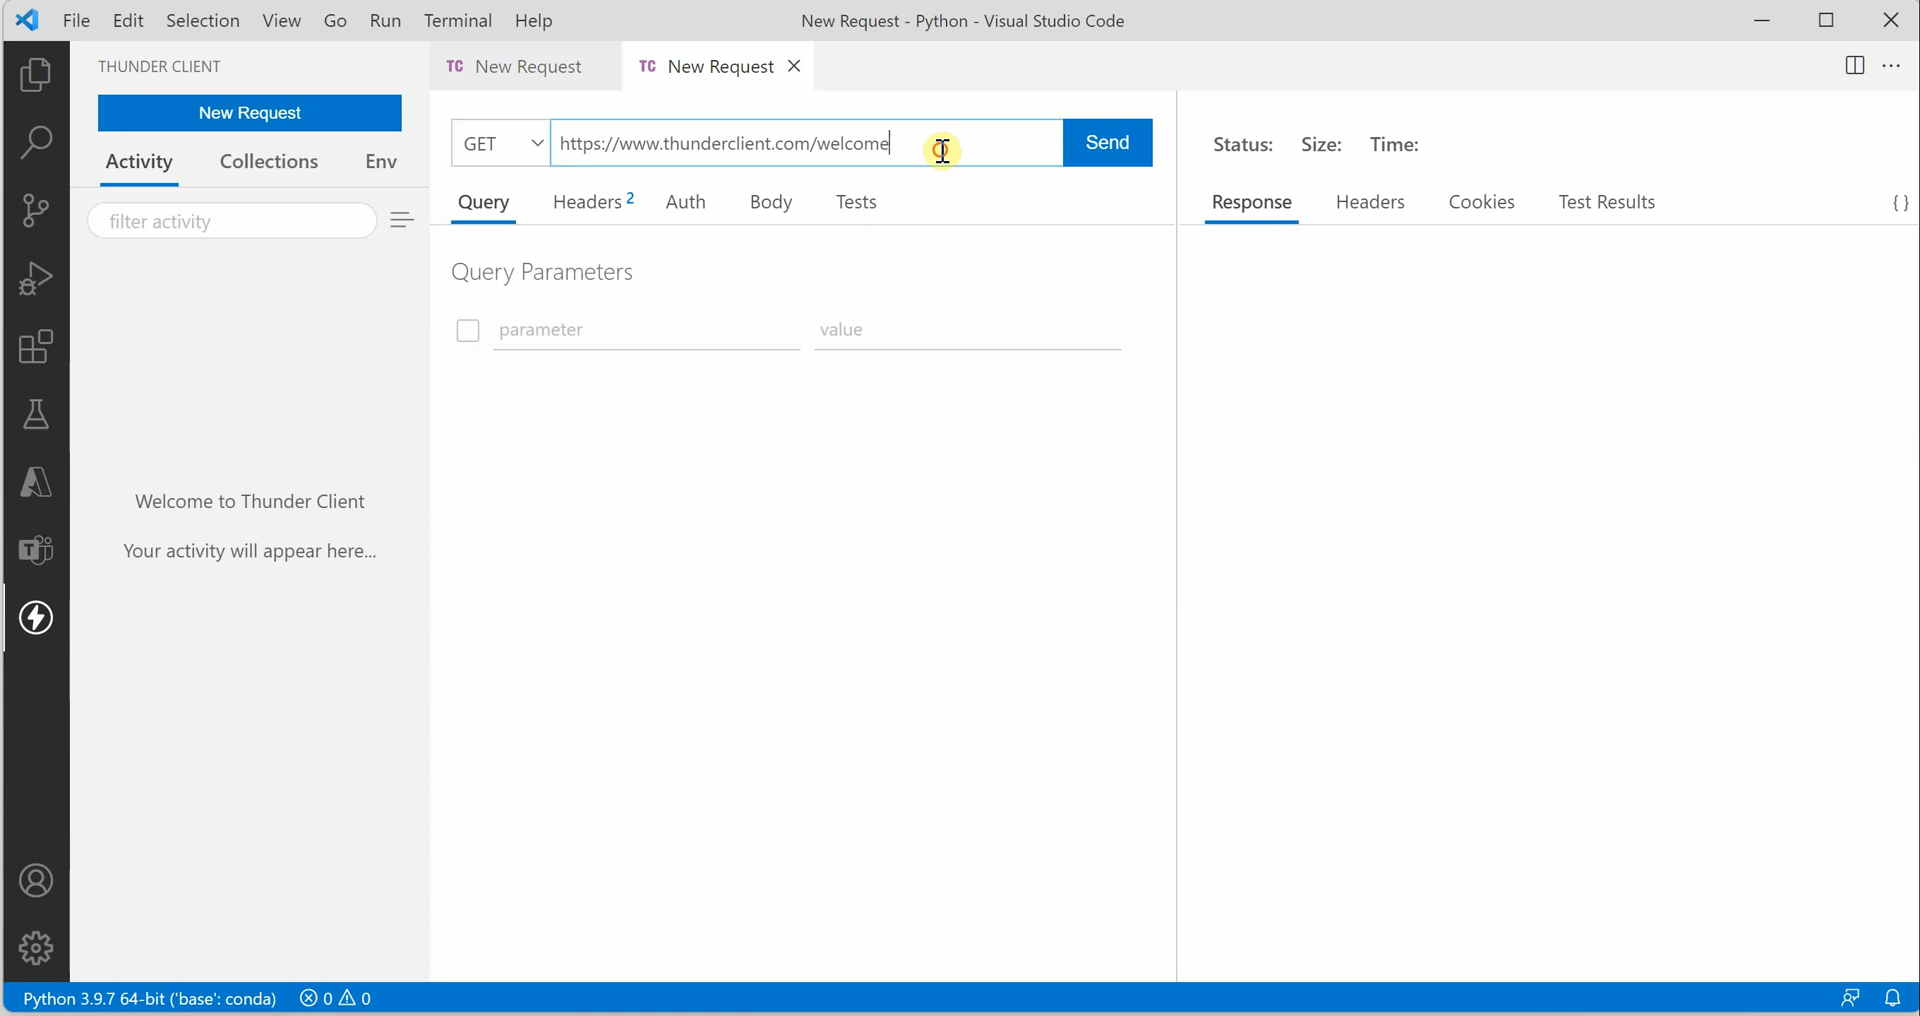 File Edit Selection View Go Run Terminal Help
New Request - Python - Visual Studio Code
THUNDER CLIENT
New Request
Activity Collections Env
filter activity
Welcome to Thunder Client
Your activity will appear here...
TC New Request
TC New Request
GET https://www.thunderclient.com/welcome Send
Query Headers 2 Auth Body Tests
Query Parameters
parameter value
Status: Size: Time:
Response Headers Cookies Test Results { }
Python 3.9.7 64-bit ('base': conda) 0 0